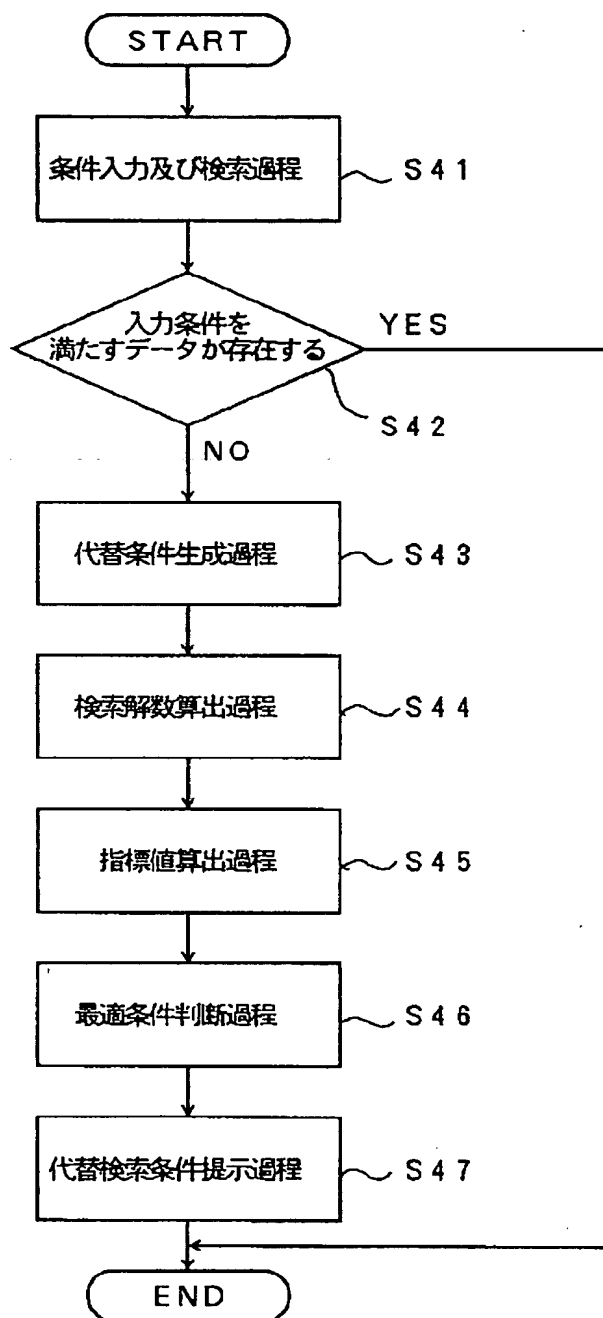 START
条件入力及び検索過程
S41
入力条件を
満たすデータが存在する
YES
S42
NO
代替条件生成過程
S43
検索解数算出過程
S44
指標値算出過程
S45
最適条件判断過程
S46
代替検索条件提示過程
S47
END